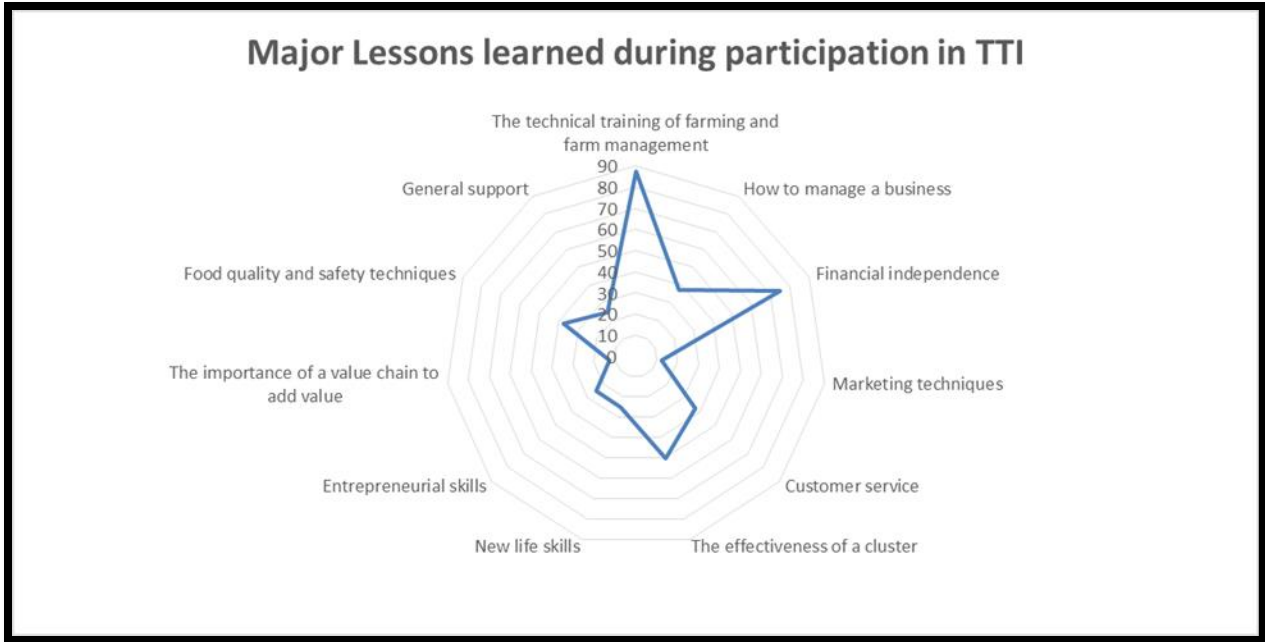 Major Lessons learned during participation in TTI
The technical training of farming and
farm management
90
80
70
60
50
40
30
20
10
0
How to manage a business
Financial independence
Marketing techniques
Customer service
The effectiveness of a cluster
New life skills
Entrepreneurial skills
The importance of a value chain to
add value
Food quality and safety techniques
General support